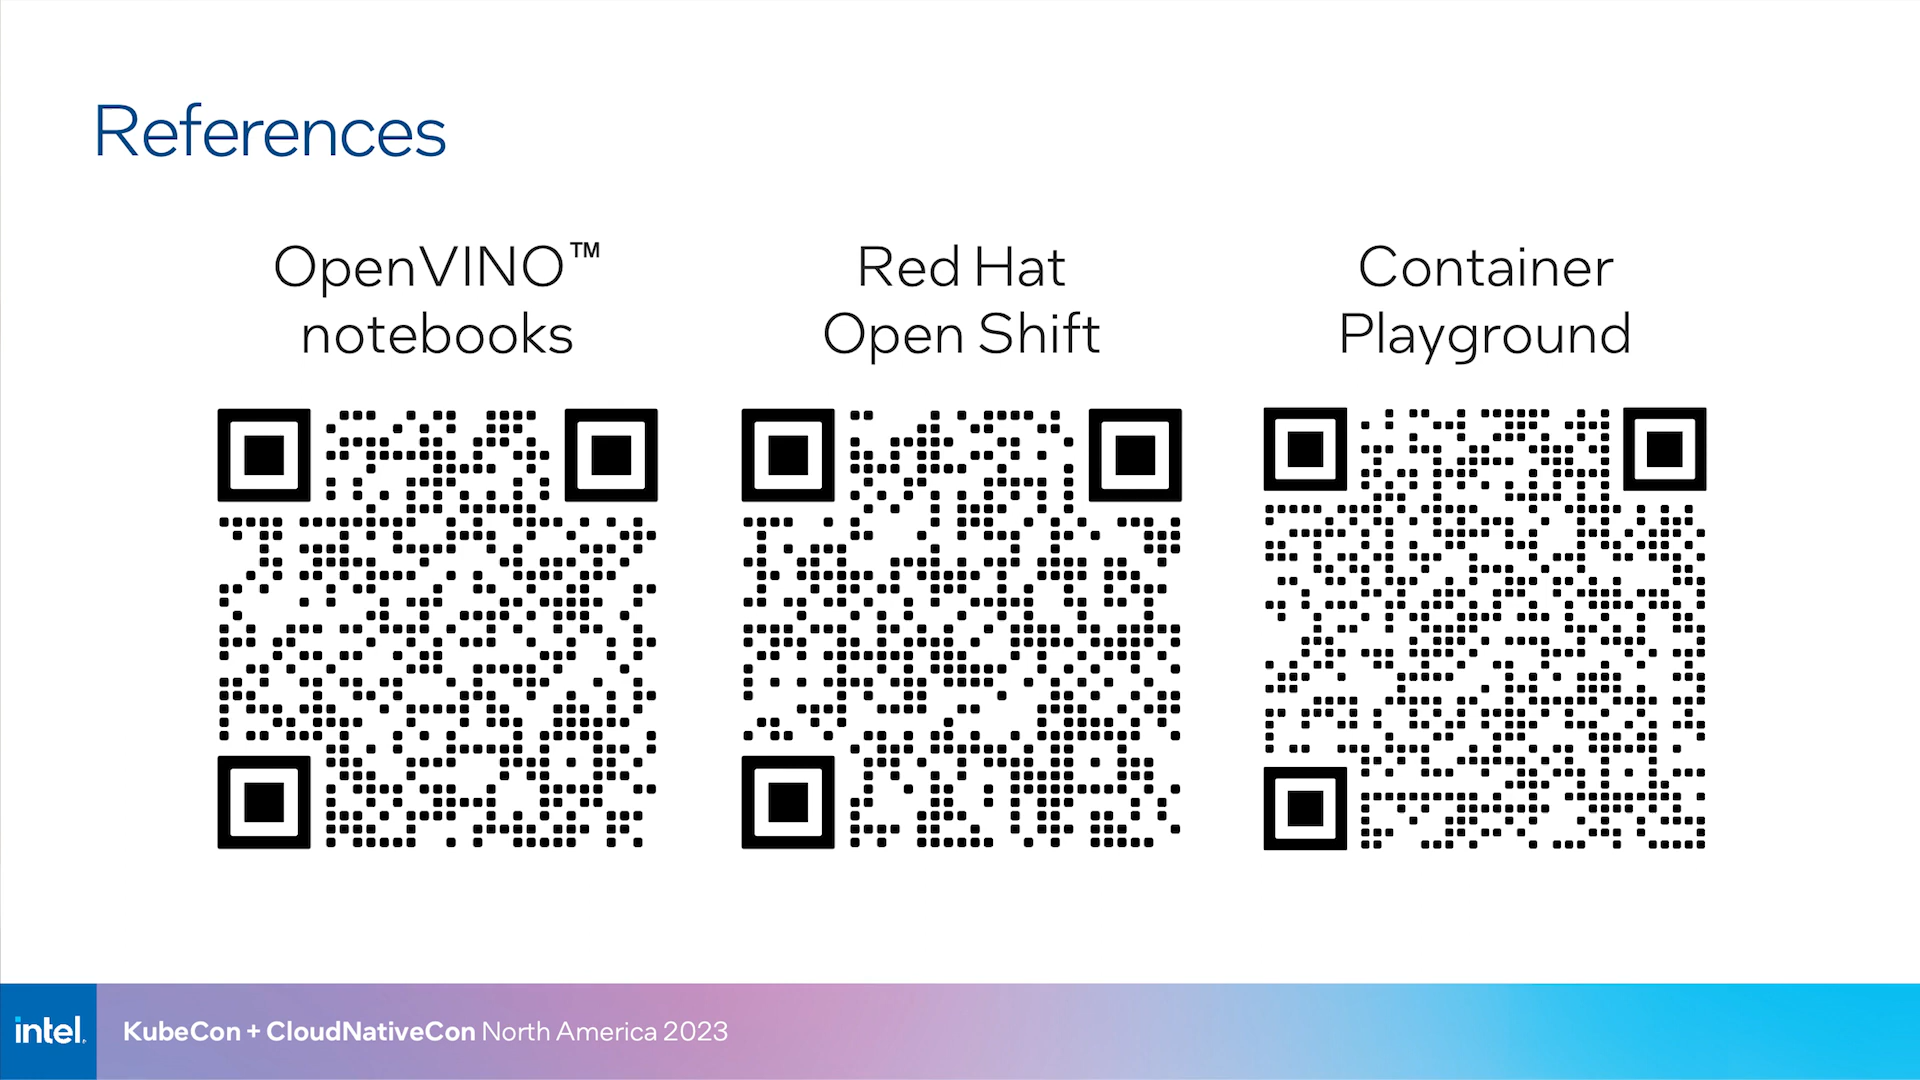 References
OpenVINO™
notebooks
Red Hat
Open Shift
Container
Playground
intel.
KubeCon + CloudNativeCon North America 2023